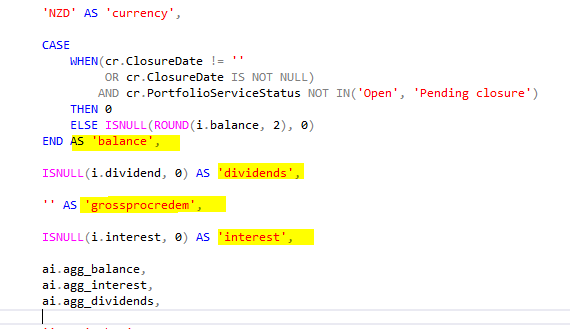 'NZD' AS 'currency',
CASE
WHEN(cr.ClosureDate != ''
OR cr.ClosureDate IS NOT NULL)
AND cr.PortfolioServiceStatus NOT IN('Open', 'Pending closure')
THEN 0
ELSE ISNULL(ROUND(i.balance, 2), 0)
END AS 'balance',
ISNULL(i.dividend, 0) AS 'dividends',
'' AS 'grossprocredem',
ISNULL(i.interest, 0) AS 'interest',
ai.agg_balance,
ai.agg_interest,
ai.agg_dividends,